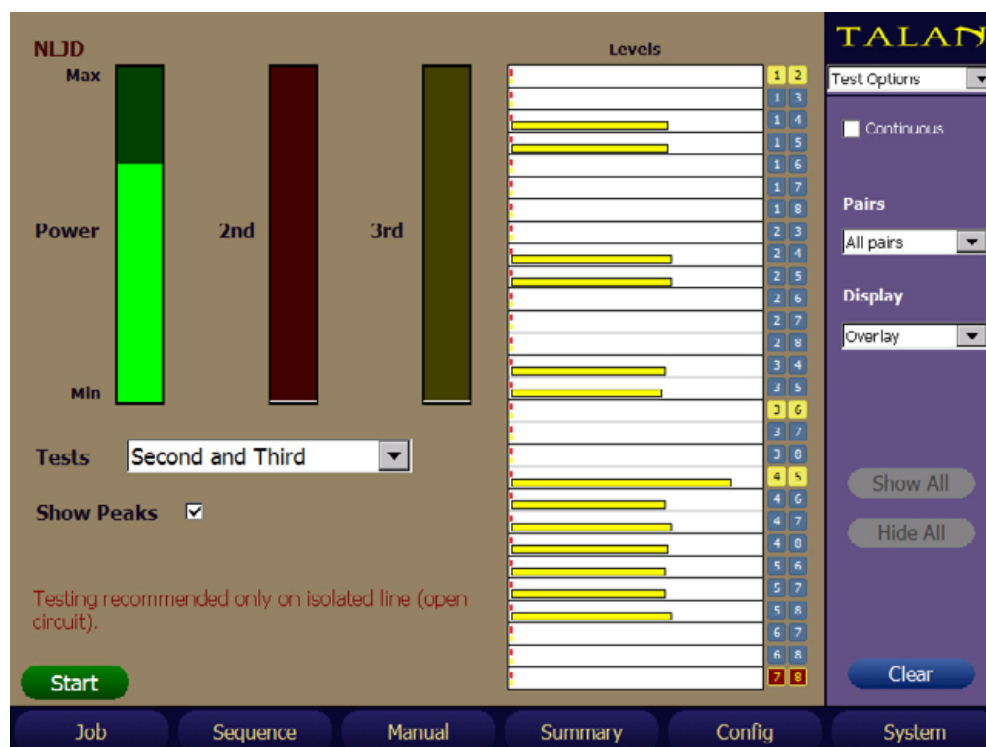 NLJD
Max
Power
Min
2nd
3rd
Levels
1 2
1 3
1 4
1 5
1 6
1 7
1 8
2 3
2 4
2 5
2 6
2 7
2 8
3 4
3 5
3 6
3 7
3 8
4 5
4 6
4 7
4 8
5 6
5 7
5 8
6 7
6 8
7 8
Tests
Second and Third
Show Peaks
Testing recommended only on isolated line (open
circuit).
Start
TALAN
Test Options
Continuous
Pairs
All pairs
Display
Overlay
Show All
Hide All
Clear
Job
Sequence
Manual
Summary
Config
System